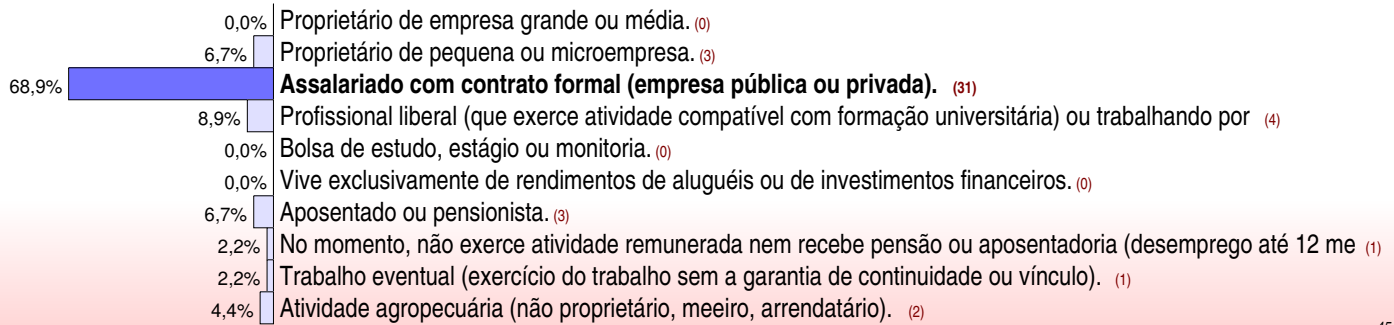 0,0% Proprietário de empresa grande ou média. (0)
6,7% Proprietário de pequena ou microempresa. (3)
68,9% Assalariado com contrato formal (empresa pública ou privada). (31)
8,9% Profissional liberal (que exerce atividade compatível com formação universitária) ou trabalhando por (4)
0,0% Bolsa de estudo, estágio ou monitoria. (0)
0,0% Vive exclusivamente de rendimentos de aluguéis ou de investimentos financeiros. (0)
6,7% Aposentado ou pensionista. (3)
2,2% No momento, não exerce atividade remunerada nem recebe pensão ou aposentadoria (desemprego até 12 me (1)
2,2% Trabalho eventual (exercício do trabalho sem a garantia de continuidade ou vínculo). (1)
4,4% Atividade agropecuária (não proprietário, meeiro, arrendatário). (2)